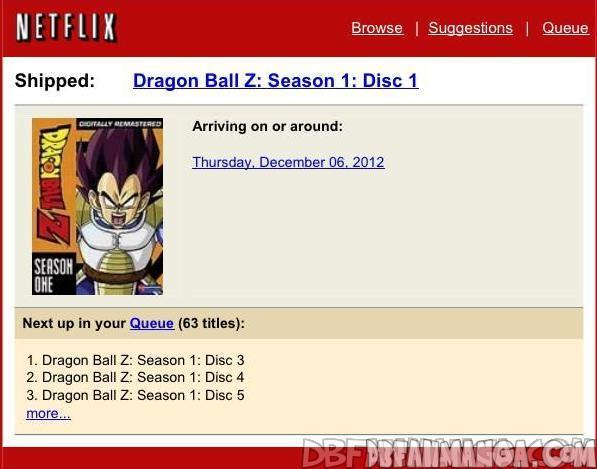 NETFLIX
Browse | Suggestions | Queue
Shipped: Dragon Ball Z: Season 1: Disc 1
DIGITALLY REMASTERED
DRAGON BALL Z
SEASON
ONE
Arriving on or around:
Thursday, December 06, 2012
Next up in your Queue (63 titles):
1. Dragon Ball Z: Season 1: Disc 3
2. Dragon Ball Z: Season 1: Disc 4
3. Dragon Ball Z: Season 1: Disc 5
more...